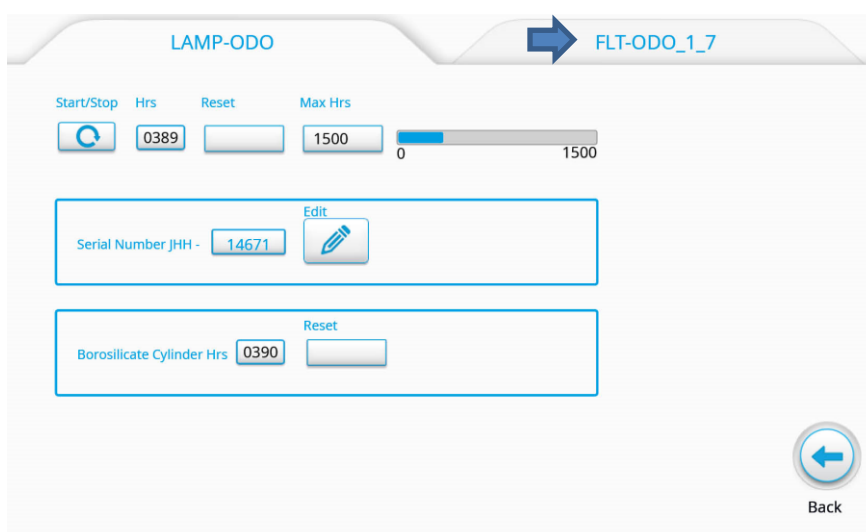 LAMP-ODO FLT-ODO_1_7
Start/Stop Hrs Reset Max Hrs
0389 1500
0 1500
Edit
Serial Number JHH - 14671
Reset
Borosilicate Cylinder Hrs 0390
Back